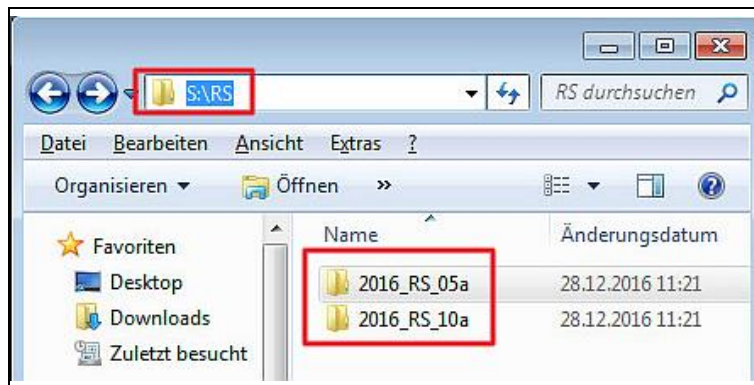 S:\RS
RS durchsuchen
Datei Bearbeiten Ansicht Extras ?
Organisieren Öffnen »
Favoriten
Desktop
Downloads
Zuletzt besucht
Name Änderungsdatum
2016_RS_05a 28.12.2016 11:21
2016_RS_10a 28.12.2016 11:21